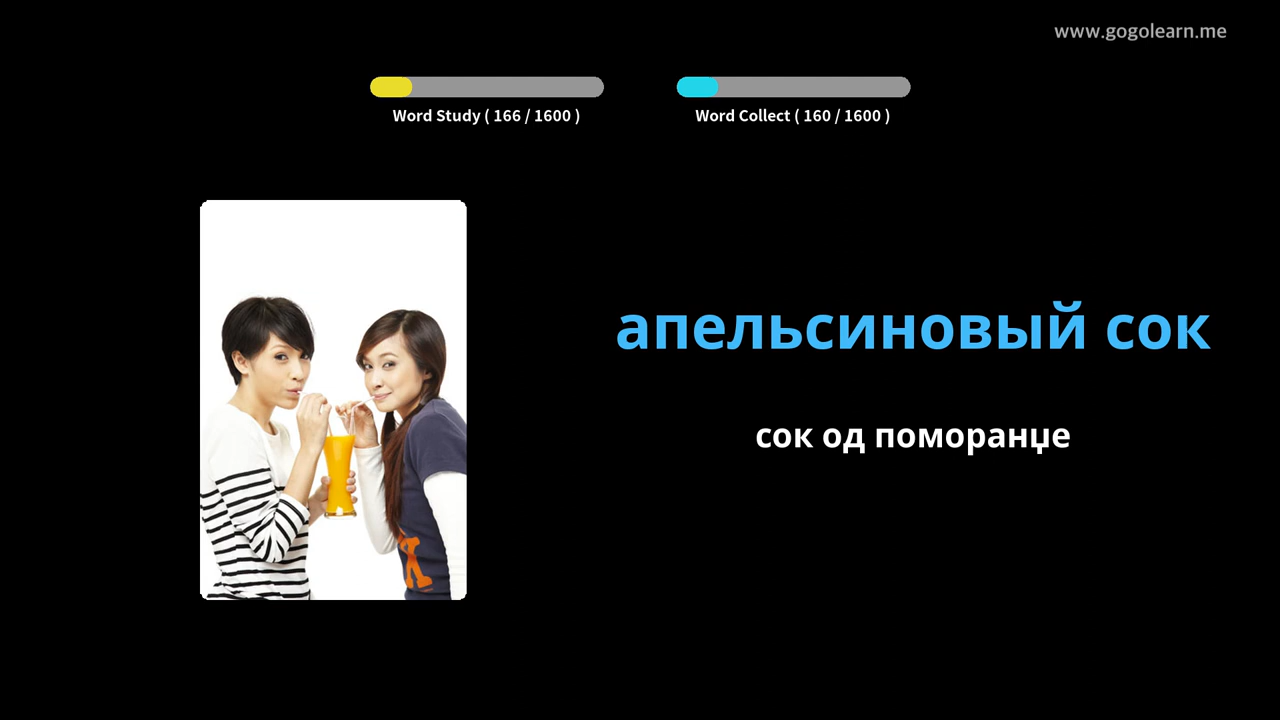 www.gogolearn.me
Word Study ( 166 / 1600 )
Word Collect ( 160 / 1600 )
апельсиновый сок
сок од поморанџе